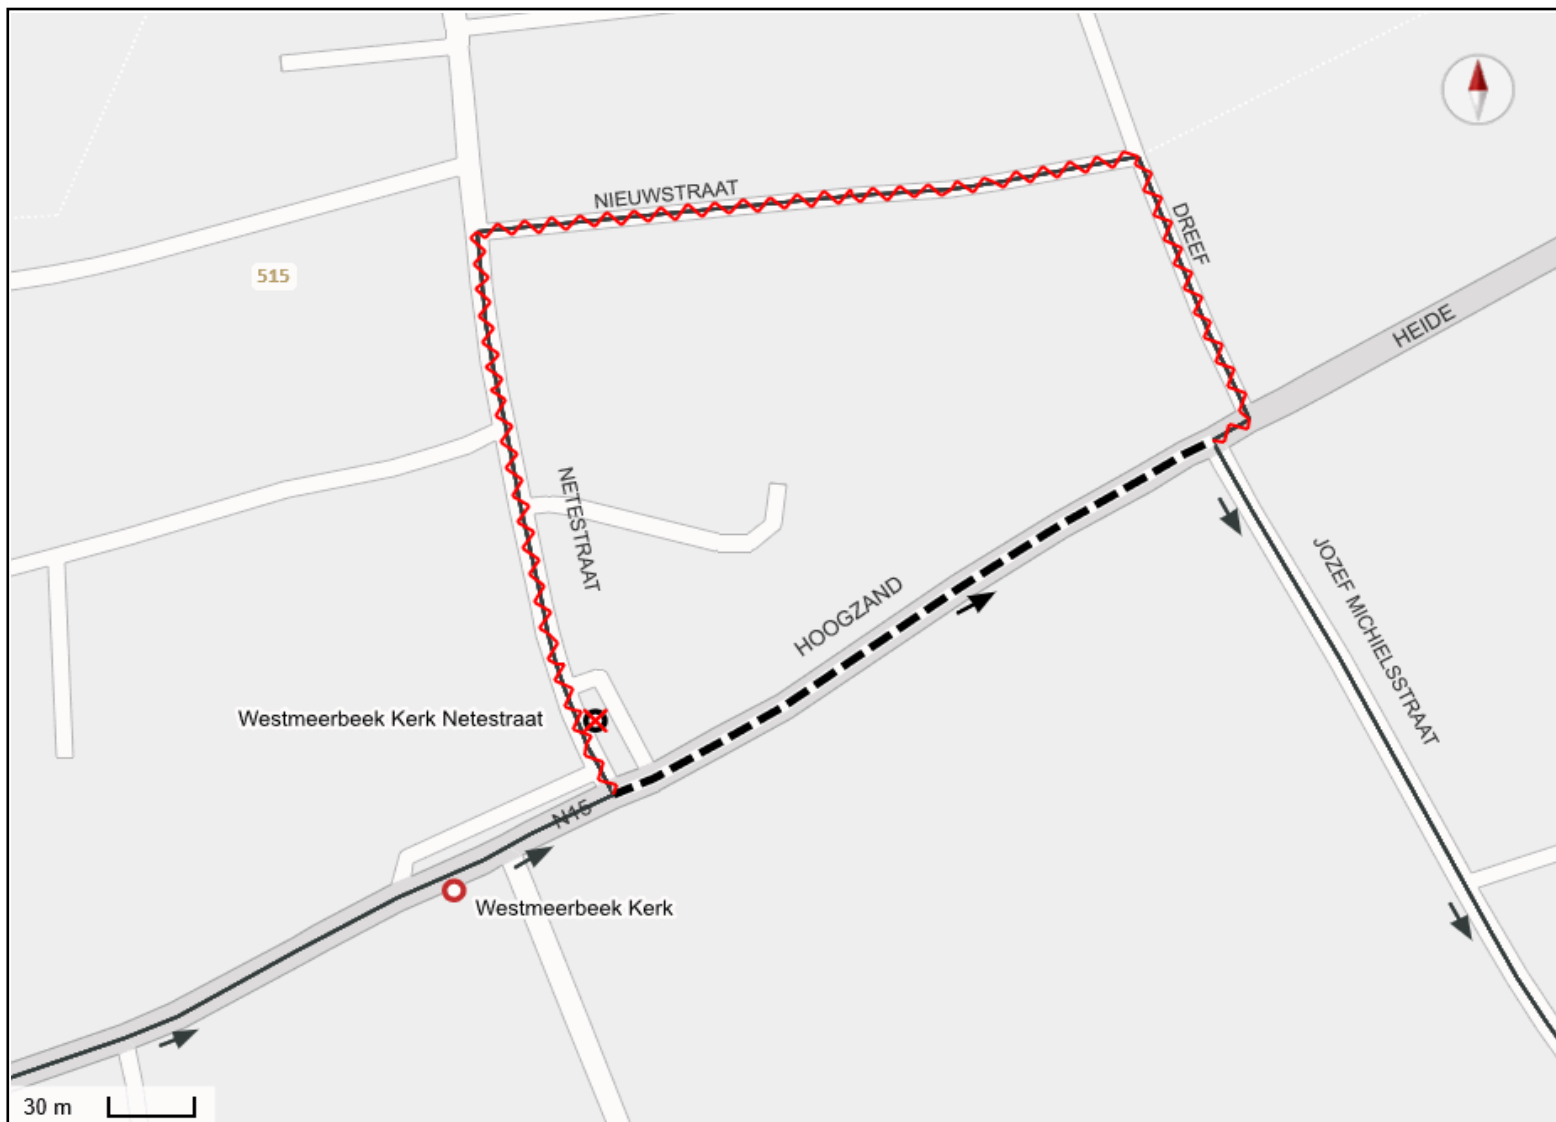 NIEUWSTRAAT
DREEF
515
HEIDE
NETESTRAAT
HOOGZAND
JOZEF MICHIELSSTRAAT
Westmeerbeek Kerk Netestraat
N15
Westmeerbeek Kerk
30 m